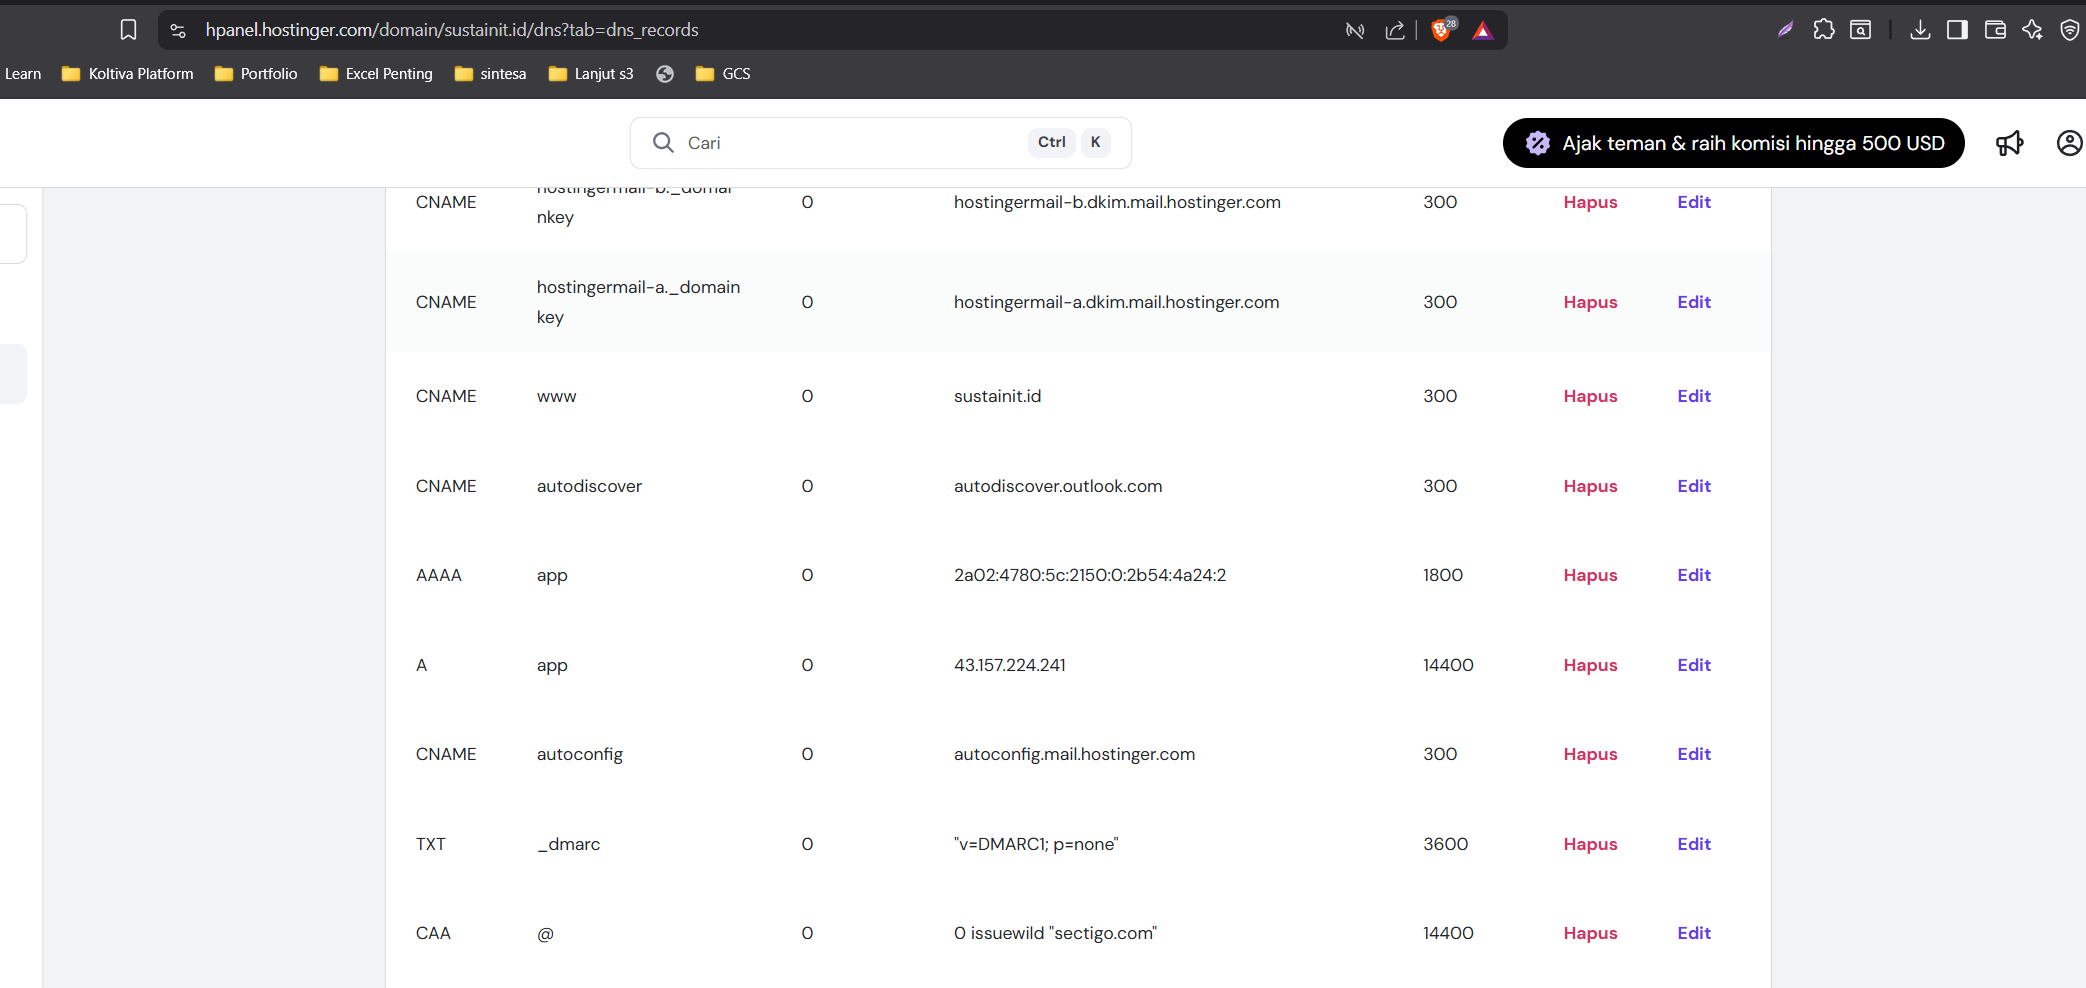 hpanel.hostinger.com/domain/sustainit.id/dns?tab=dns_records
28
Learn Koltiva Platform Portfolio Excel Penting sintesa Lanjut s3 GCS
Cari Ctrl K Ajak teman & raih komisi hingga 500 USD
CNAME hostingermail-b._domai 0 hostingermail-b.dkim.mail.hostinger.com 300 Hapus Edit
nkey
CNAME hostingermail-a._domain 0 hostingermail-a.dkim.mail.hostinger.com 300 Hapus Edit
key
CNAME www 0 sustainit.id 300 Hapus Edit
CNAME autodiscover 0 autodiscover.outlook.com 300 Hapus Edit
AAAA app 0 2a02:4780:5c:2150:0:2b54:4a24:2 1800 Hapus Edit
A app 0 43.157.224.241 14400 Hapus Edit
CNAME autoconfig 0 autoconfig.mail.hostinger.com 300 Hapus Edit
TXT _dmarc 0 "v=DMARC1; p=none" 3600 Hapus Edit
CAA @ 0 0 issuewild "sectigo.com" 14400 Hapus Edit